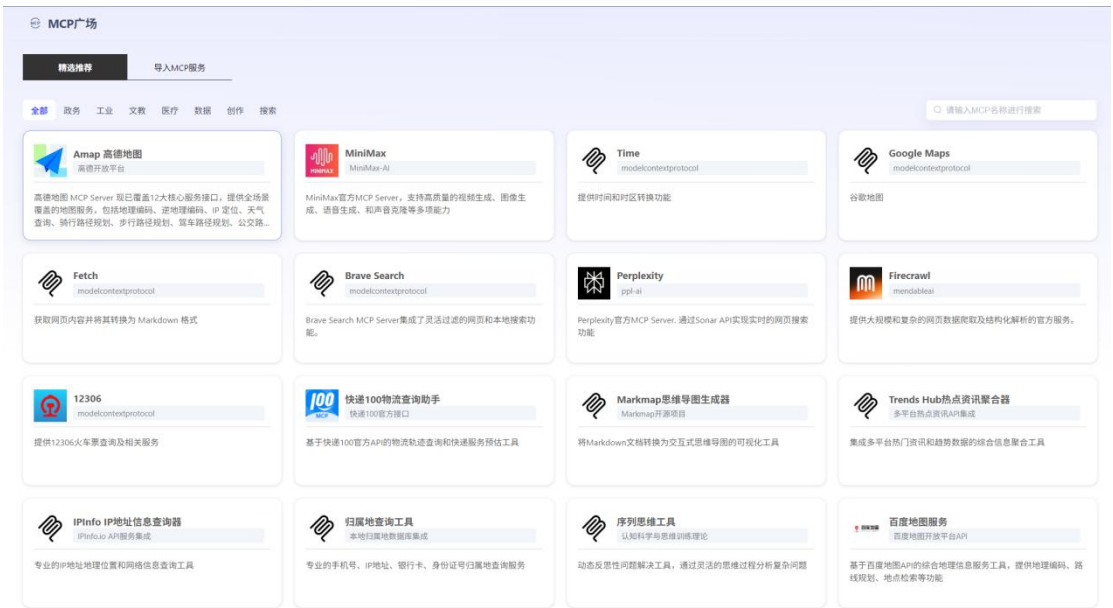 MCP广场
精选推荐
导入MCP服务
全部 政务 工业 文教 医疗 数据 创作 搜索
请输入MCP名称进行搜索
Amap 高德地图
高德开放平台
高德地图 MCP Server 现已覆盖12大核心服务接口，提供全场景
覆盖的地图服务，包括地理编码、逆地理编码、IP 定位、天气
查询、骑行路径规划、步行路径规划、驾车路径规划、公交路...
MINIMAX
MiniMax
MiniMax-AI
MiniMax官方MCP Server，支持高质量的视频生成、图像生
成、语音生成、和声音克隆等多项能力
Time
modelcontextprotocol
提供时间和时区转换功能
Google Maps
modelcontextprotocol
谷歌地图
Fetch
modelcontextprotocol
获取网页内容并将其转换为 Markdown 格式
Brave Search
modelcontextprotocol
Brave Search MCP Server集成了灵活过滤的网页和本地搜索功
能。
Perplexity
ppl-ai
Perplexity官方MCP Server. 通过Sonar API实现实时的网页搜索
功能
Firecrawl
mendableai
提供大规模和复杂的网页数据爬取及结构化解析的官方服务。
12306
modelcontextprotocol
提供12306火车票查询及相关服务
100
MCP
快递100物流查询助手
快递100官方接口
基于快递100官方API的物流轨迹查询和快递服务预估工具
Markmap思维导图生成器
Markmap开源项目
将Markdown文档转换为交互式思维导图的可视化工具
Trends Hub热点资讯聚合器
多平台热点资讯API集成
集成多平台热门资讯和趋势数据的综合信息聚合工具
IPInfo IP地址信息查询器
IPinfo.io API服务集成
专业的IP地址地理位置和网络信息查询工具
归属地查询工具
本地归属地数据库集成
专业的手机号、IP地址、银行卡、身份证号归属地查询服务
序列思维工具
认知科学与思维训练理论
动态反思性问题解决工具，通过灵活的思维过程分析复杂问题
百度地图
百度地图服务
百度地图开放平台API
基于百度地图API的综合地理信息服务工具，提供地理编码、路
线规划、地点检索等功能